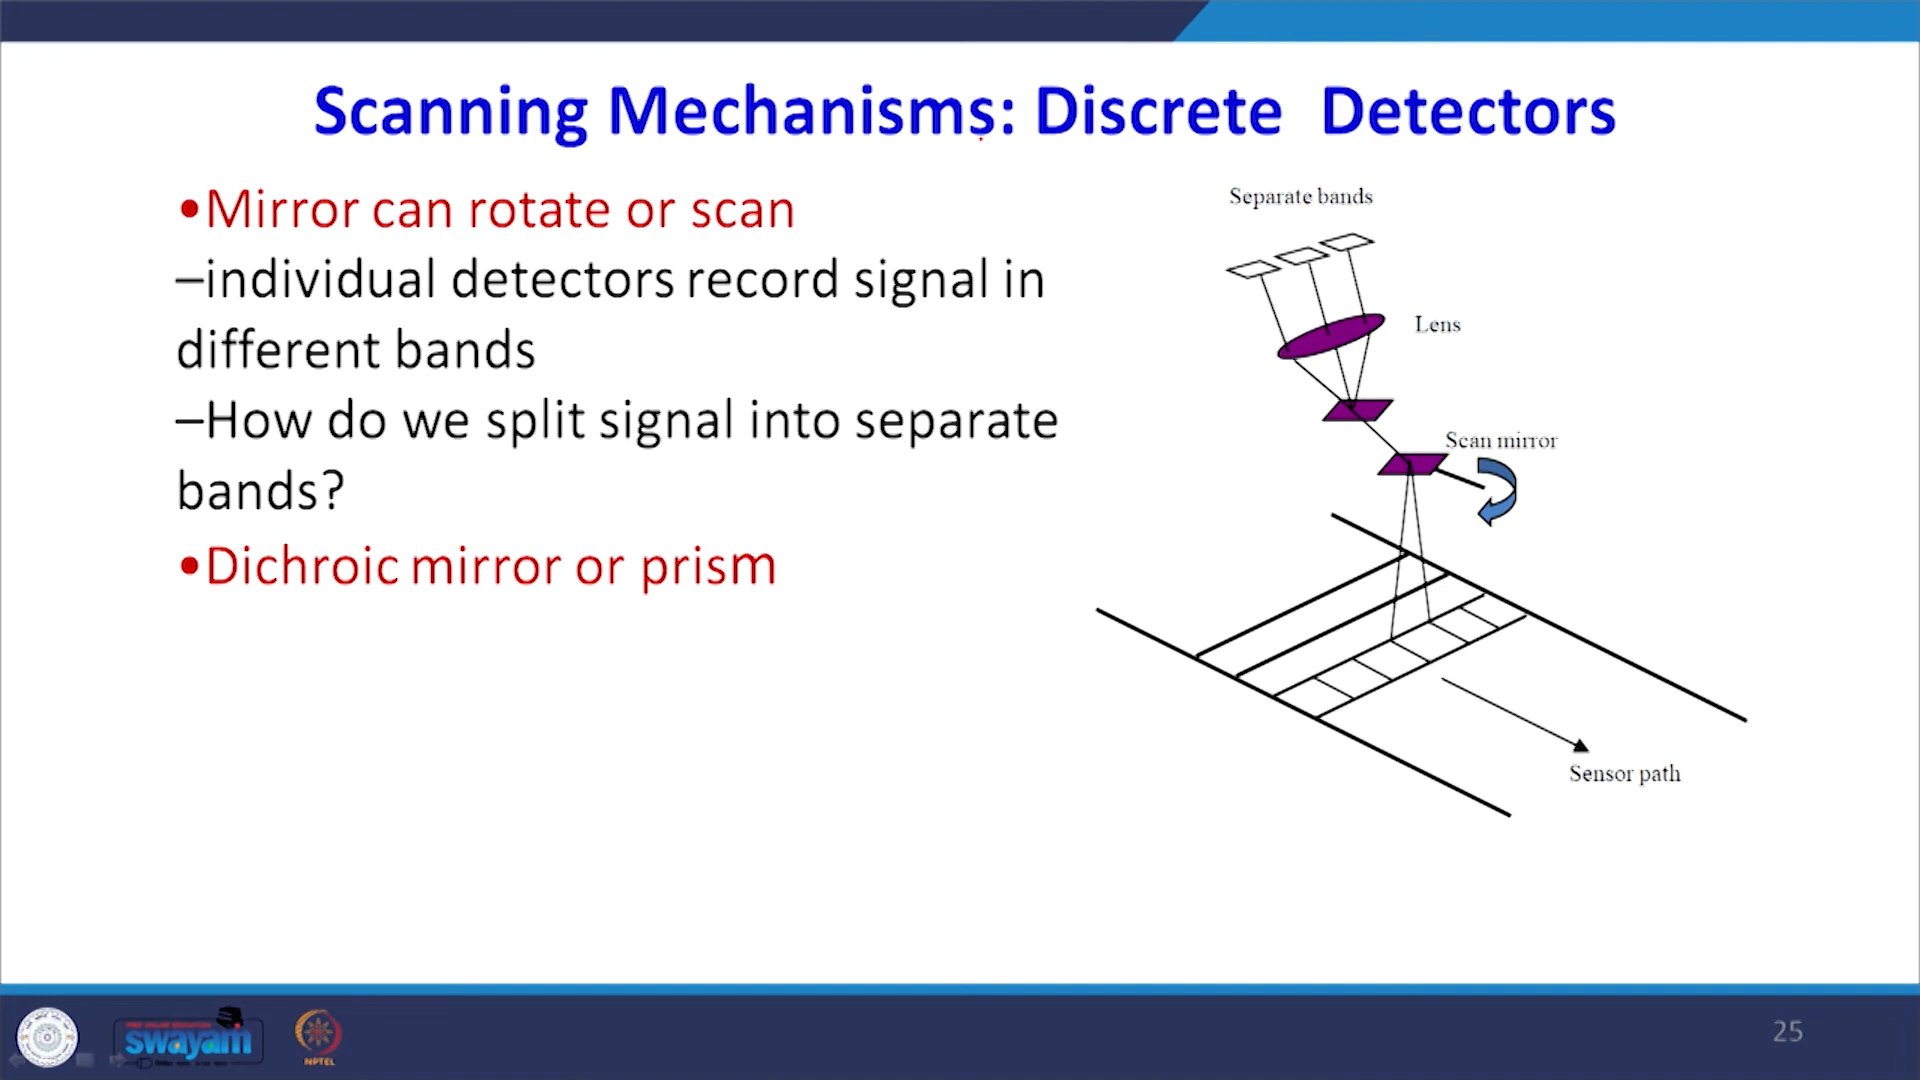 Scanning Mechanisms: Discrete Detectors
•Mirror can rotate or scan
–individual detectors record signal in
different bands
–How do we split signal into separate
bands?
•Dichroic mirror or prism
Separate bands
Lens
Scan mirror
Sensor path
swayam
NPTEL
25